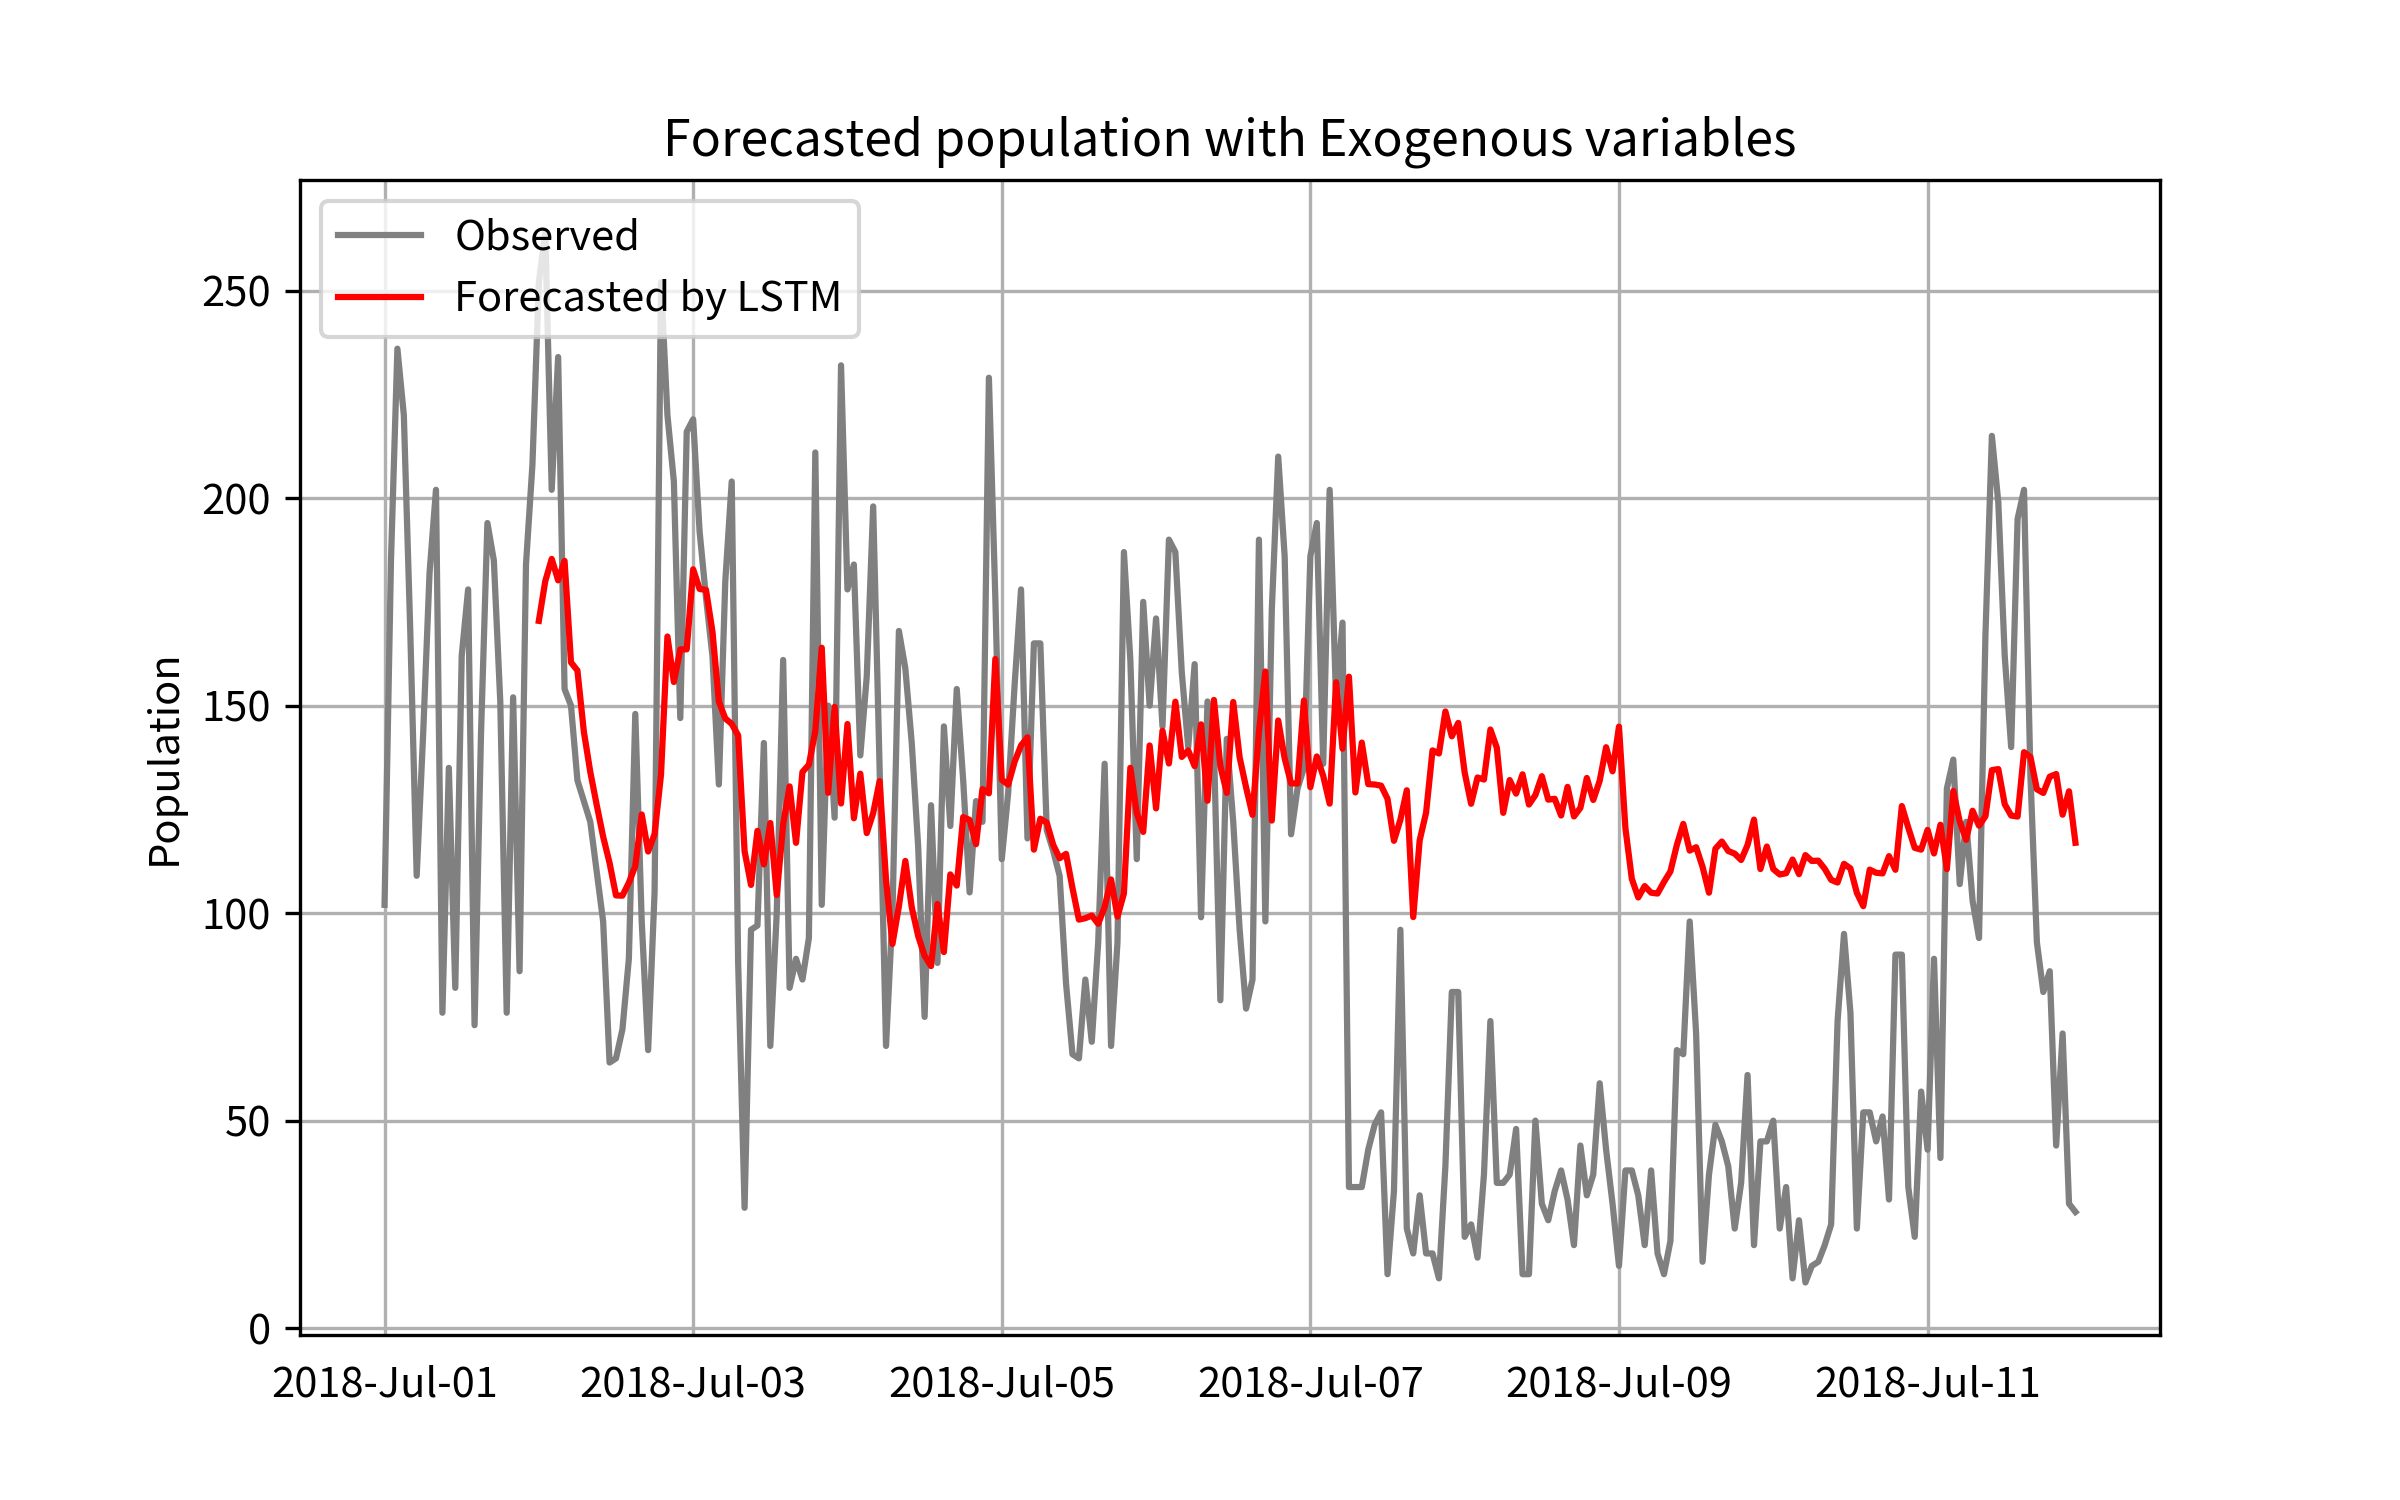 Forecasted population with Exogenous variables
Observed
Forecasted by LSTM
Population
250
200
150
100
50
0
2018-Jul-01
2018-Jul-03
2018-Jul-05
2018-Jul-07
2018-Jul-09
2018-Jul-11